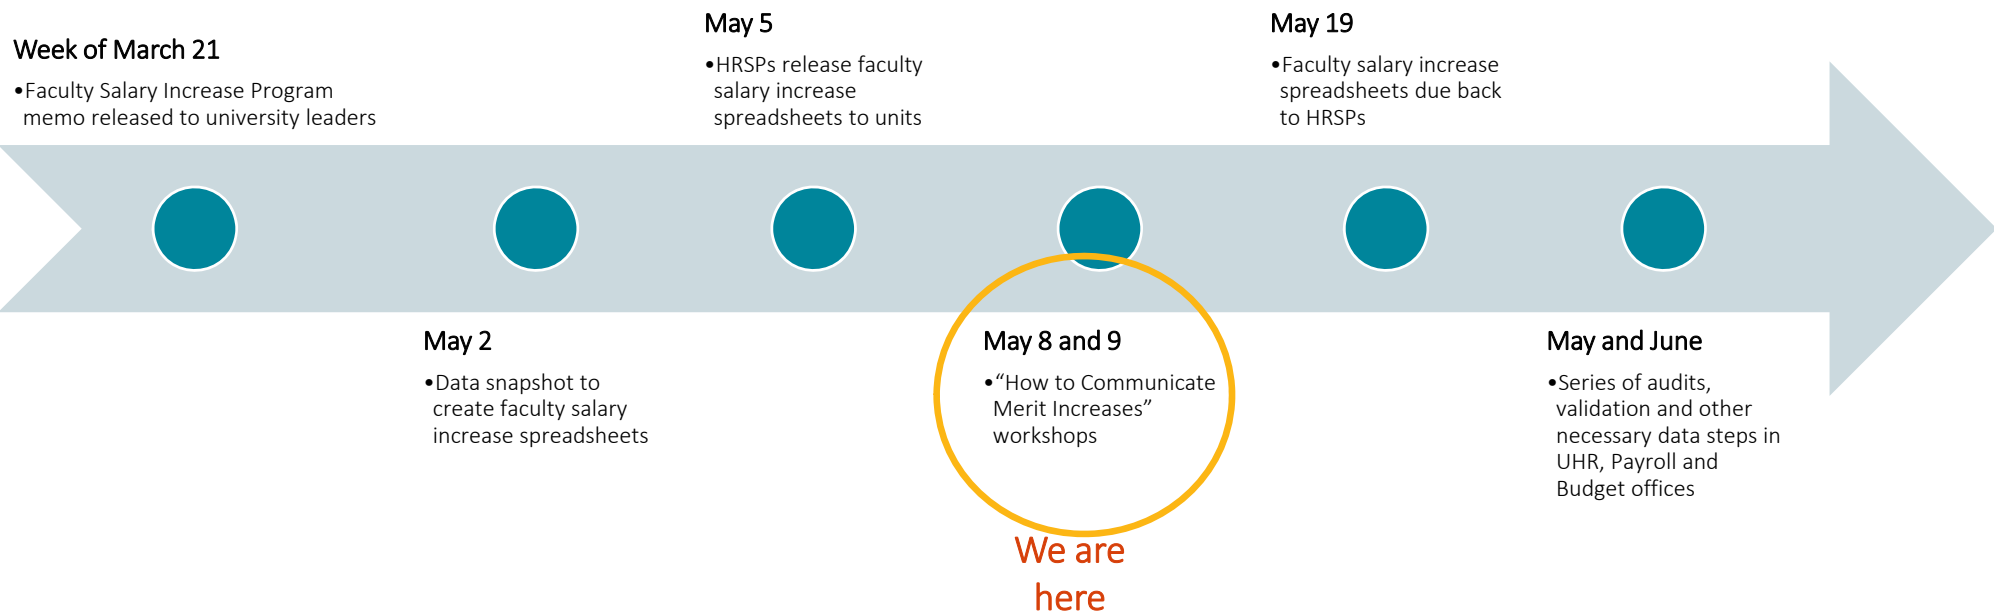 Week of March 21
•Faculty Salary Increase Program
memo released to university leaders
May 2
•Data snapshot to
create faculty salary
increase spreadsheets
May 5
•HRSPs release faculty
salary increase
spreadsheets to units
May 8 and 9
•“How to Communicate
Merit Increases”
workshops
We are
here
May 19
•Faculty salary increase
spreadsheets due back
to HRSPs
May and June
•Series of audits,
validation and other
necessary data steps in
UHR, Payroll and
Budget offices